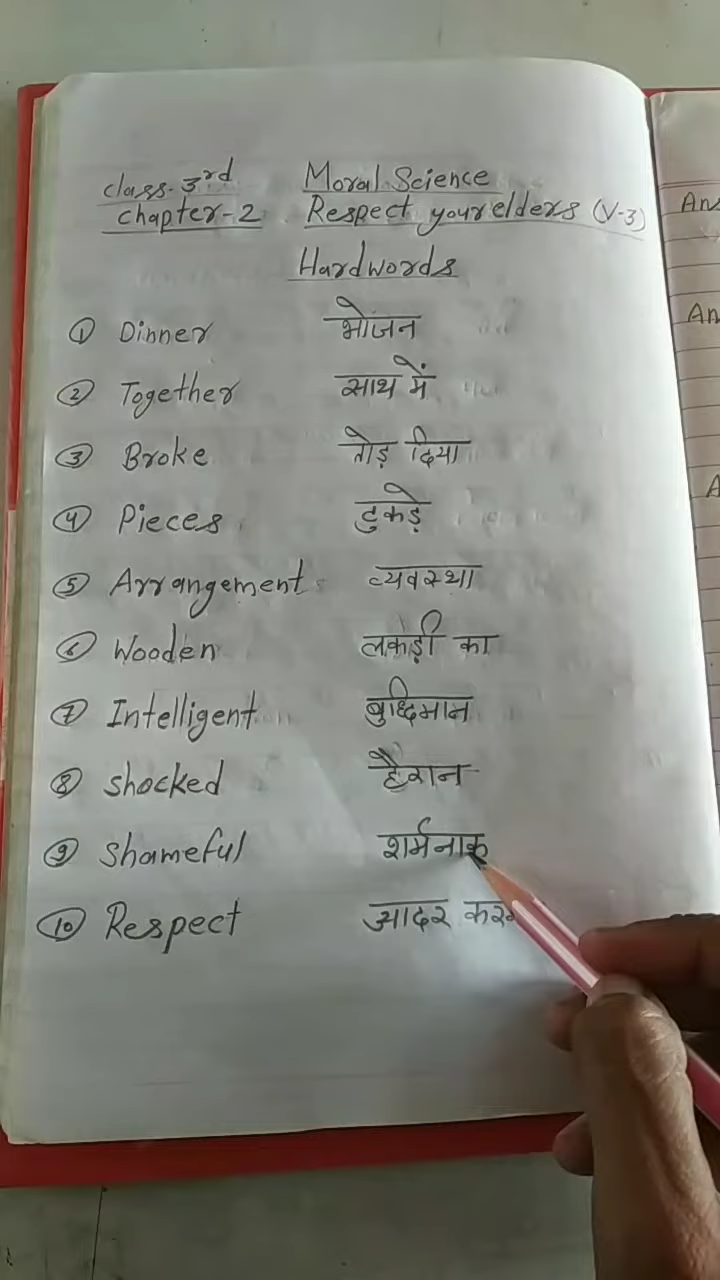 class-3rd Moral Science
chapter-2 Respect your elders (V-3)
Hardwords
① Dinner भोजन
② Together साथ में
③ Broke तोड़ दिया
④ Pieces टुकड़े
⑤ Arrangement व्यवस्था
⑥ Wooden लकड़ी का
⑦ Intelligent बुद्धिमान
⑧ shocked हैरान
⑨ shameful शर्मनाक
⑩ Respect आदर
Ans
An
A